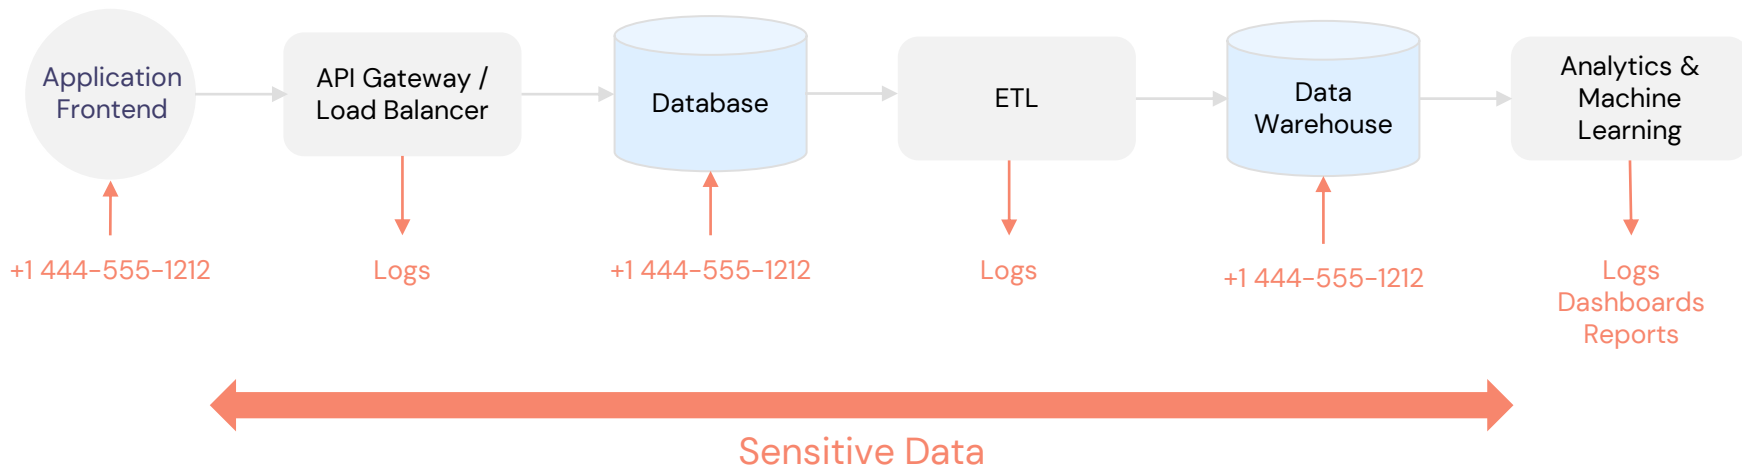 Application
Frontend
API Gateway /
Load Balancer
Database
ETL
Data
Warehouse
Analytics &
Machine
Learning
+1 444-555-1212
Logs
+1 444-555-1212
Logs
+1 444-555-1212
Logs
Dashboards
Reports
Sensitive Data